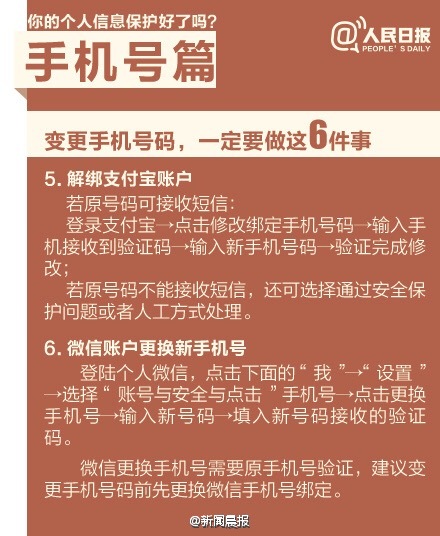 你的个人信息保护好了吗？
@人民日报
PEOPLE'S DAILY
手机号篇
变更手机号码，一定要做这6件事
5. 解绑支付宝账户
若原号码可接收短信：
登录支付宝→点击修改绑定手机号码→输入手
机接收到验证码→输入新手机号码→验证完成修
改；
若原号码不能接收短信，还可选择通过安全保
护问题或者人工方式处理。
6. 微信账户更换新手机号
登陆个人微信，点击下面的“我”→“设置”
→选择“账号与安全与点击”手机号→点击更换
手机号→输入新号码→填入新号码接收的验证
码。
微信更换手机号需要原手机号验证，建议变
更手机号码前先更换微信手机号绑定。
@新闻晨报